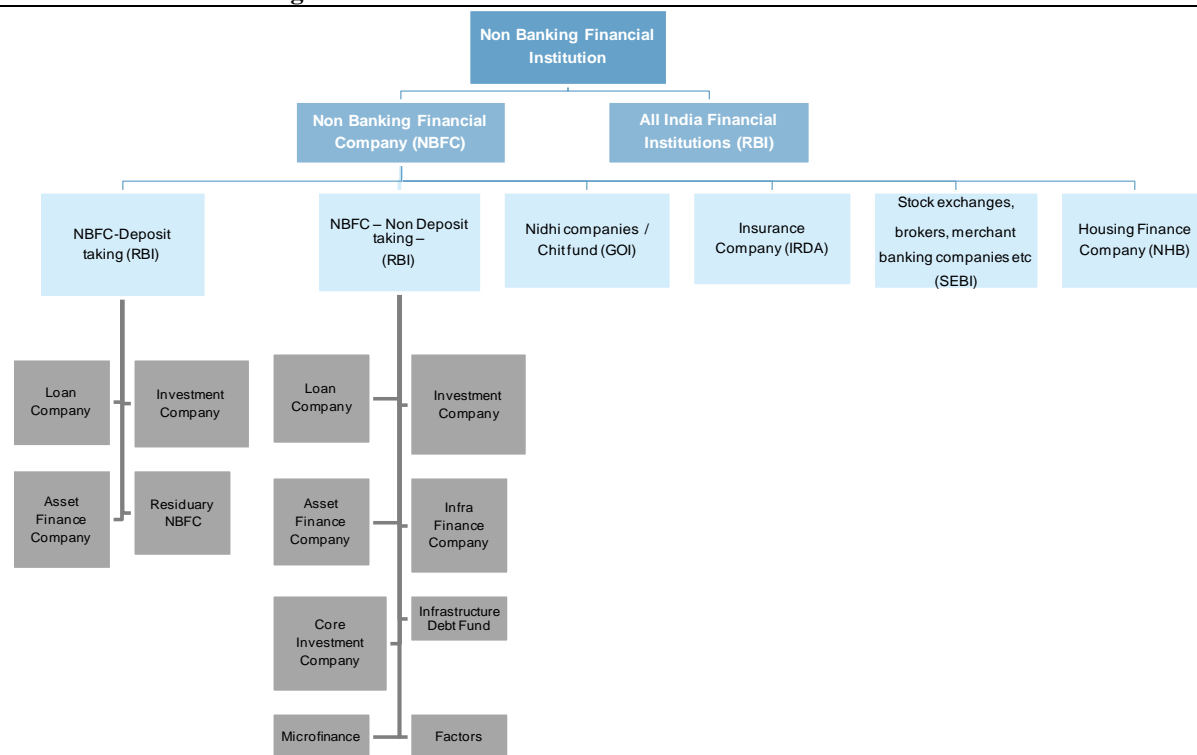 Non Banking Financial
Institution
Non Banking Financial
Company (NBFC)
All India Financial
Institutions (RBI)
NBFC-Deposit
taking (RBI)
NBFC – Non Deposit
taking –
(RBI)
Nidhi companies /
Chit fund (GOI)
Insurance
Company (IRDA)
Stock exchanges,
brokers, merchant
banking companies etc
(SEBI)
Housing Finance
Company (NHB)
Loan
Company
Investment
Company
Asset
Finance
Company
Residuary
NBFC
Loan
Company
Investment
Company
Asset
Finance
Company
Infra
Finance
Company
Core
Investment
Company
Infrastructure
Debt Fund
Microfinance
Factors